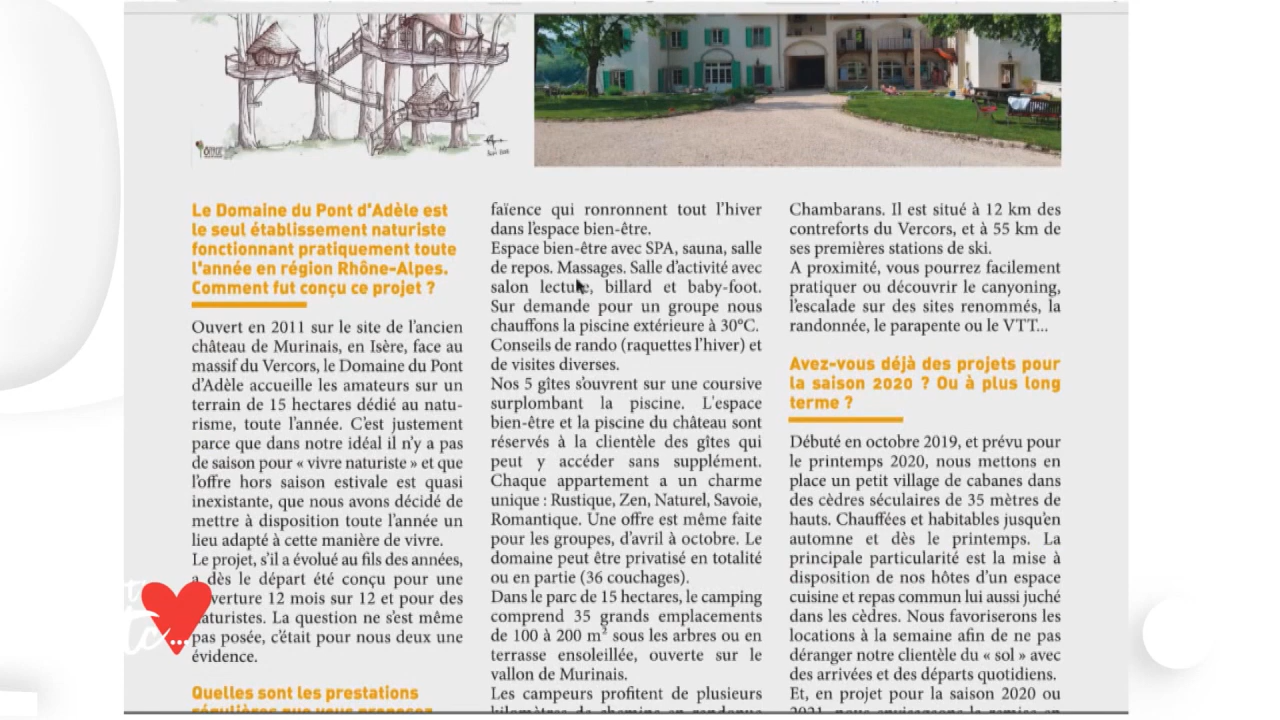 Le Domaine du Pont d'Adèle est
le seul établissement naturiste
fonctionnant pratiquement toute
l'année en région Rhône-Alpes.
Comment fut conçu ce projet ?
Ouvert en 2011 sur le site de l'ancien
château de Murinais, en Isère, face au
massif du Vercors, le Domaine du Pont
d'Adèle accueille les amateurs sur un
terrain de 15 hectares dédié au natu-
risme, toute l'année. C'est justement
parce que dans notre idéal il n'y a pas
de saison pour « vivre naturiste » et que
l'offre hors saison estivale est quasi
inexistante, que nous avons décidé de
mettre à disposition toute l'année un
lieu adapté à cette manière de vivre.
Le projet, s'il a évolué au fils des années,
a dès le départ été conçu pour une
verture 12 mois sur 12 et pour des
naturistes. La question ne s'est même
pas posée, c'était pour nous deux une
évidence.
Quelles sont les prestations
régulières que vous proposez
faïence qui ronronnent tout l'hiver
dans l'espace bien-être.
Espace bien-être avec SPA, sauna, salle
de repos. Massages. Salle d'activité avec
salon lecture, billard et baby-foot.
Sur demande pour un groupe nous
chauffons la piscine extérieure à 30°C.
Conseils de rando (raquettes l'hiver) et
de visites diverses.
Nos 5 gîtes s'ouvrent sur une coursive
surplombant la piscine. L'espace
bien-être et la piscine du château sont
réservés à la clientèle des gîtes qui
peut y accéder sans supplément.
Chaque appartement a un charme
unique : Rustique, Zen, Naturel, Savoie,
Romantique. Une offre est même faite
pour les groupes, d'avril à octobre. Le
domaine peut être privatisé en totalité
ou en partie (36 couchages).
Dans le parc de 15 hectares, le camping
comprend 35 grands emplacements
de 100 à 200 m² sous les arbres ou en
terrasse ensoleillée, ouverte sur le
vallon de Murinais.
Les campeurs profitent de plusieurs
kilomètres de chemins en randonue
Chambarans. Il est situé à 12 km des
contreforts du Vercors, et à 55 km de
ses premières stations de ski.
A proximité, vous pourrez facilement
pratiquer ou découvrir le canyoning,
l'escalade sur des sites renommés, la
randonnée, le parapente ou le VTT...
Avez-vous déjà des projets pour
la saison 2020 ? Ou à plus long
terme ?
Débuté en octobre 2019, et prévu pour
le printemps 2020, nous mettons en
place un petit village de cabanes dans
des cèdres séculaires de 35 mètres de
hauts. Chauffées et habitables jusqu'en
automne et dès le printemps. La
principale particularité est la mise à
disposition de nos hôtes d'un espace
cuisine et repas commun lui aussi juché
dans les cèdres. Nous favoriserons les
locations à la semaine afin de ne pas
déranger notre clientèle du « sol » avec
des arrivées et des départs quotidiens.
Et, en projet pour la saison 2020 ou
2021, nous envisageons la remise en